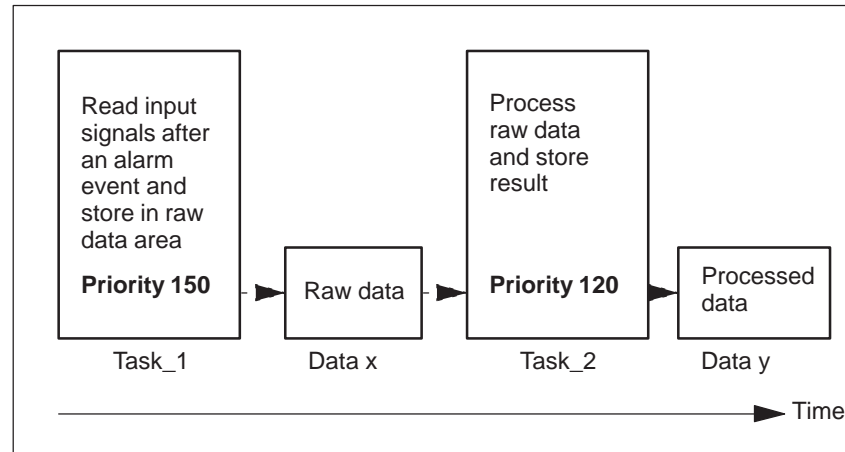 Read input
signals after
an alarm
event and
store in raw
data area
Priority 150
Raw data
Process
raw data
and store
result
Priority 120
Processed
data
Task_1
Data x
Task_2
Data y
Time